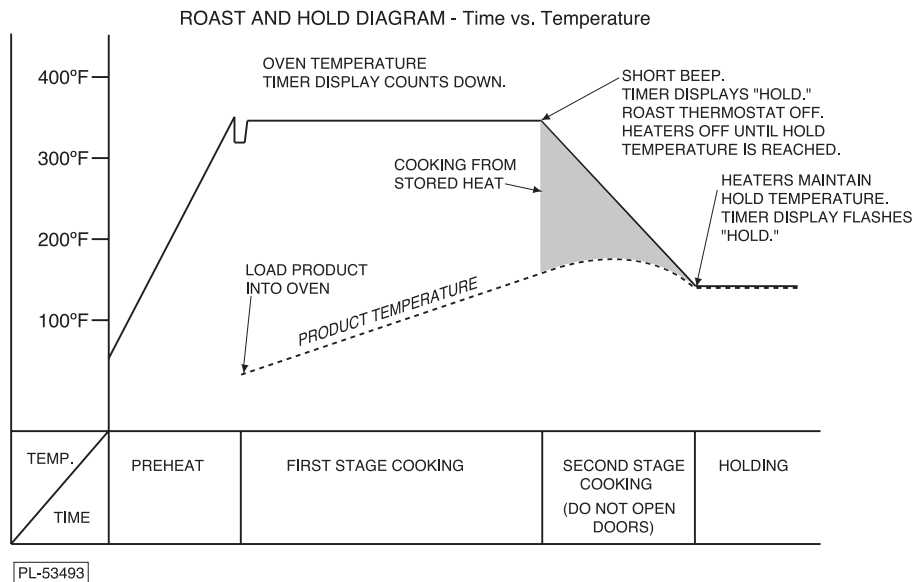 ROAST AND HOLD DIAGRAM - Time vs. Temperature
400°F
300°F
200°F
100°F
OVEN TEMPERATURE
TIMER DISPLAY COUNTS DOWN.
SHORT BEEP.
TIMER DISPLAYS "HOLD."
ROAST THERMOSTAT OFF.
HEATERS OFF UNTIL HOLD
TEMPERATURE IS REACHED.
COOKING FROM
STORED HEAT
HEATERS MAINTAIN
HOLD TEMPERATURE.
TIMER DISPLAY FLASHES
"HOLD."
LOAD PRODUCT
INTO OVEN
PRODUCT TEMPERATURE
TEMP.
TIME
PREHEAT
FIRST STAGE COOKING
SECOND STAGE
COOKING
(DO NOT OPEN
DOORS)
HOLDING
PL-53493